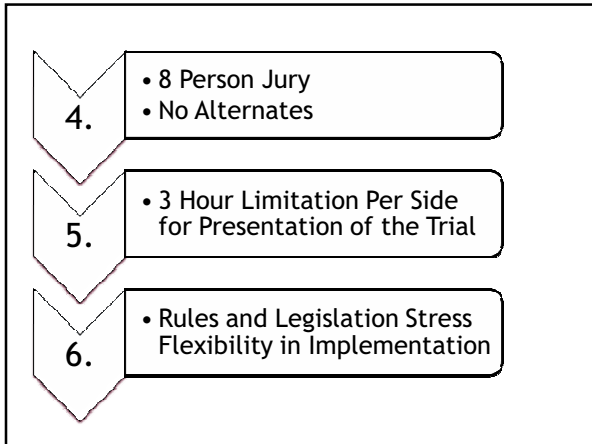 4.
• 8 Person Jury
• No Alternates
5.
• 3 Hour Limitation Per Side
for Presentation of the Trial
6.
• Rules and Legislation Stress
Flexibility in Implementation